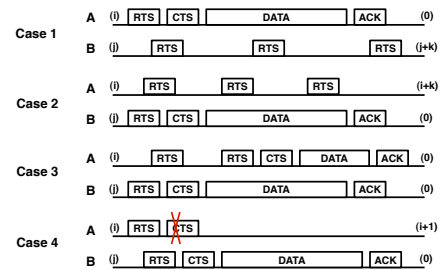 A (i) RTS CTS DATA ACK (0)
Case 1
B (j) RTS RTS RTS (j+k)
A (i) RTS RTS RTS (i+k)
Case 2
B (j) RTS CTS DATA ACK (0)
A (i) RTS RTS CTS DATA ACK (0)
Case 3
B (j) RTS CTS DATA ACK (0)
A (i) RTS CTS (i+1)
Case 4
B (j) RTS CTS DATA ACK (0)